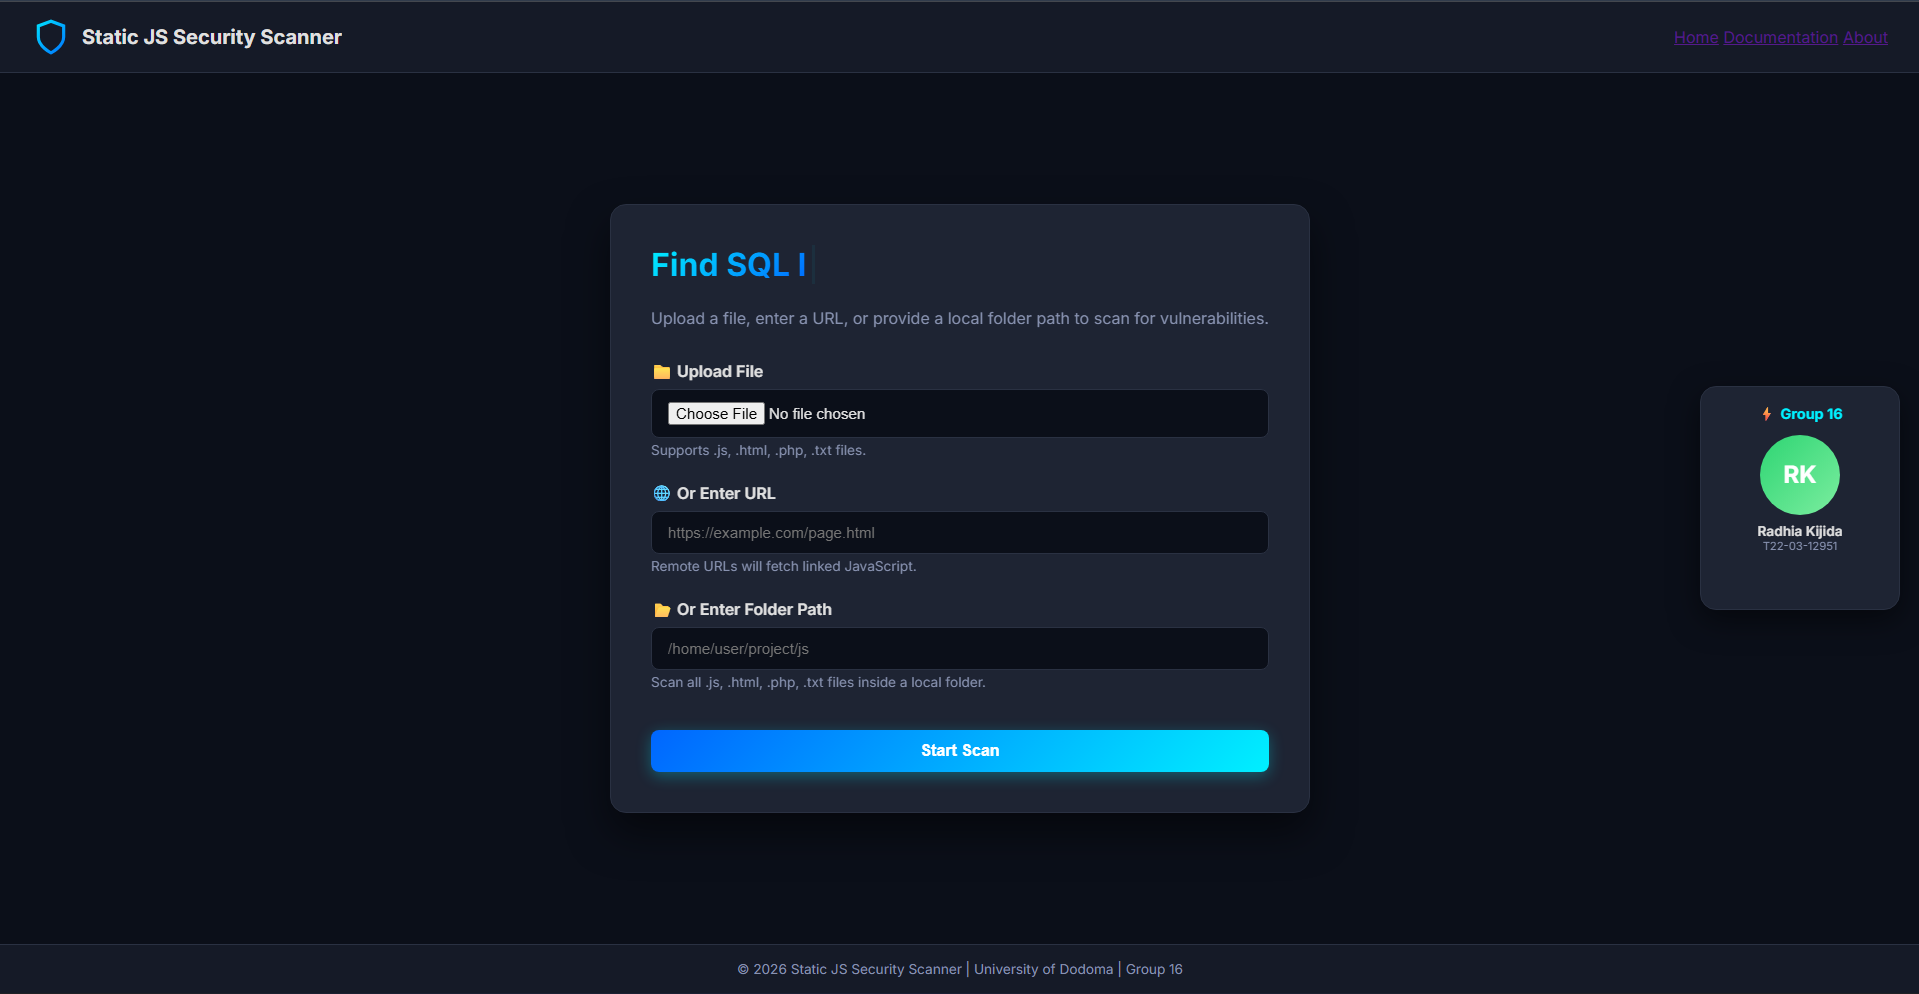 Static JS Security Scanner
Home Documentation About
Find SQL I
Upload a file, enter a URL, or provide a local folder path to scan for vulnerabilities.
Upload File
Choose File No file chosen
Supports .js, .html, .php, .txt files.
Or Enter URL
https://example.com/page.html
Remote URLs will fetch linked JavaScript.
Or Enter Folder Path
/home/user/project/js
Scan all .js, .html, .php, .txt files inside a local folder.
Start Scan
Group 16
RK
Radhia Kijida
T22-03-12951
© 2026 Static JS Security Scanner | University of Dodoma | Group 16